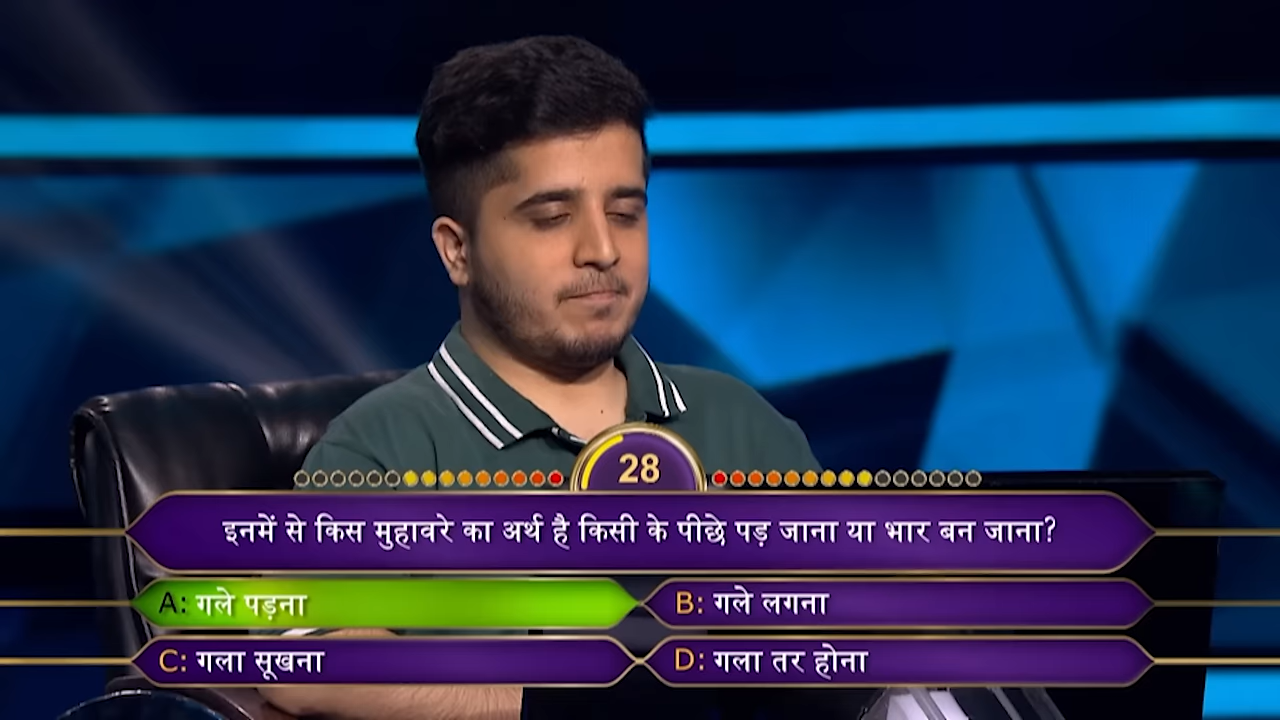 28
इनमें से किस मुहावरे का अर्थ है किसी के पीछे पड़ जाना या भार बन जाना?
A: गले पड़ना
B: गले लगना
C: गला सूखना
D: गला तर होना